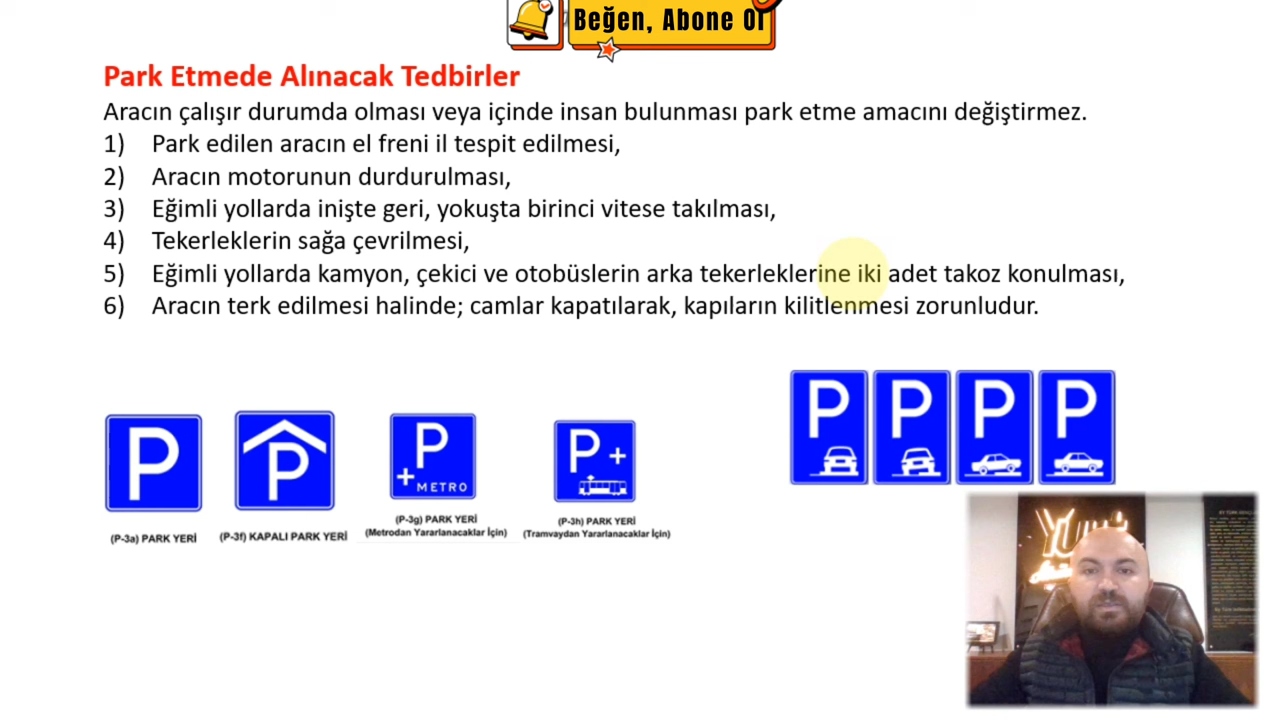 Beğen, Abone Ol
Park Etmede Alınacak Tedbirler
Aracın çalışır durumda olması veya içinde insan bulunması park etme amacını değiştirmez.
1) Park edilen aracın el freni il tespit edilmesi,
2) Aracın motorunun durdurulması,
3) Eğimli yollarda inişte geri, yokuşta birinci vitese takılması,
4) Tekerleklerin sağa çevrilmesi,
5) Eğimli yollarda kamyon, çekici ve otobüslerin arka tekerleklerine iki adet takoz konulması,
6) Aracın terk edilmesi halinde; camlar kapatılarak, kapıların kilitlenmesi zorunludur.
P P P P
P
P
P
+
METRO
P +
(P-3a) PARK YERİ
(P-3f) KAPALI PARK YERİ
(P-3g) PARK YERİ
(Metrodan Yararlanacaklar İçin)
(P-3h) PARK YERİ
(Tramvaydan Yararlanacaklar İçin)